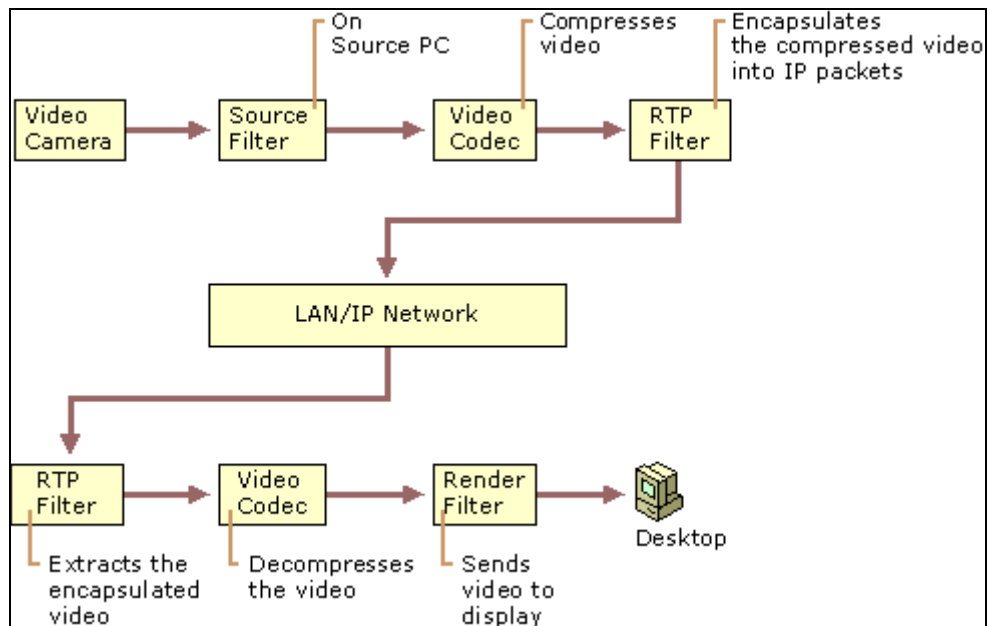 On
Source PC
Compresses
video
Encapsulates
the compressed video
into IP packets
Video
Camera
Source
Filter
Video
Codec
RTP
Filter
LAN/IP Network
RTP
Filter
Video
Codec
Render
Filter
Desktop
Extracts the
encapsulated
video
Decompresses
the video
Sends
video to
display